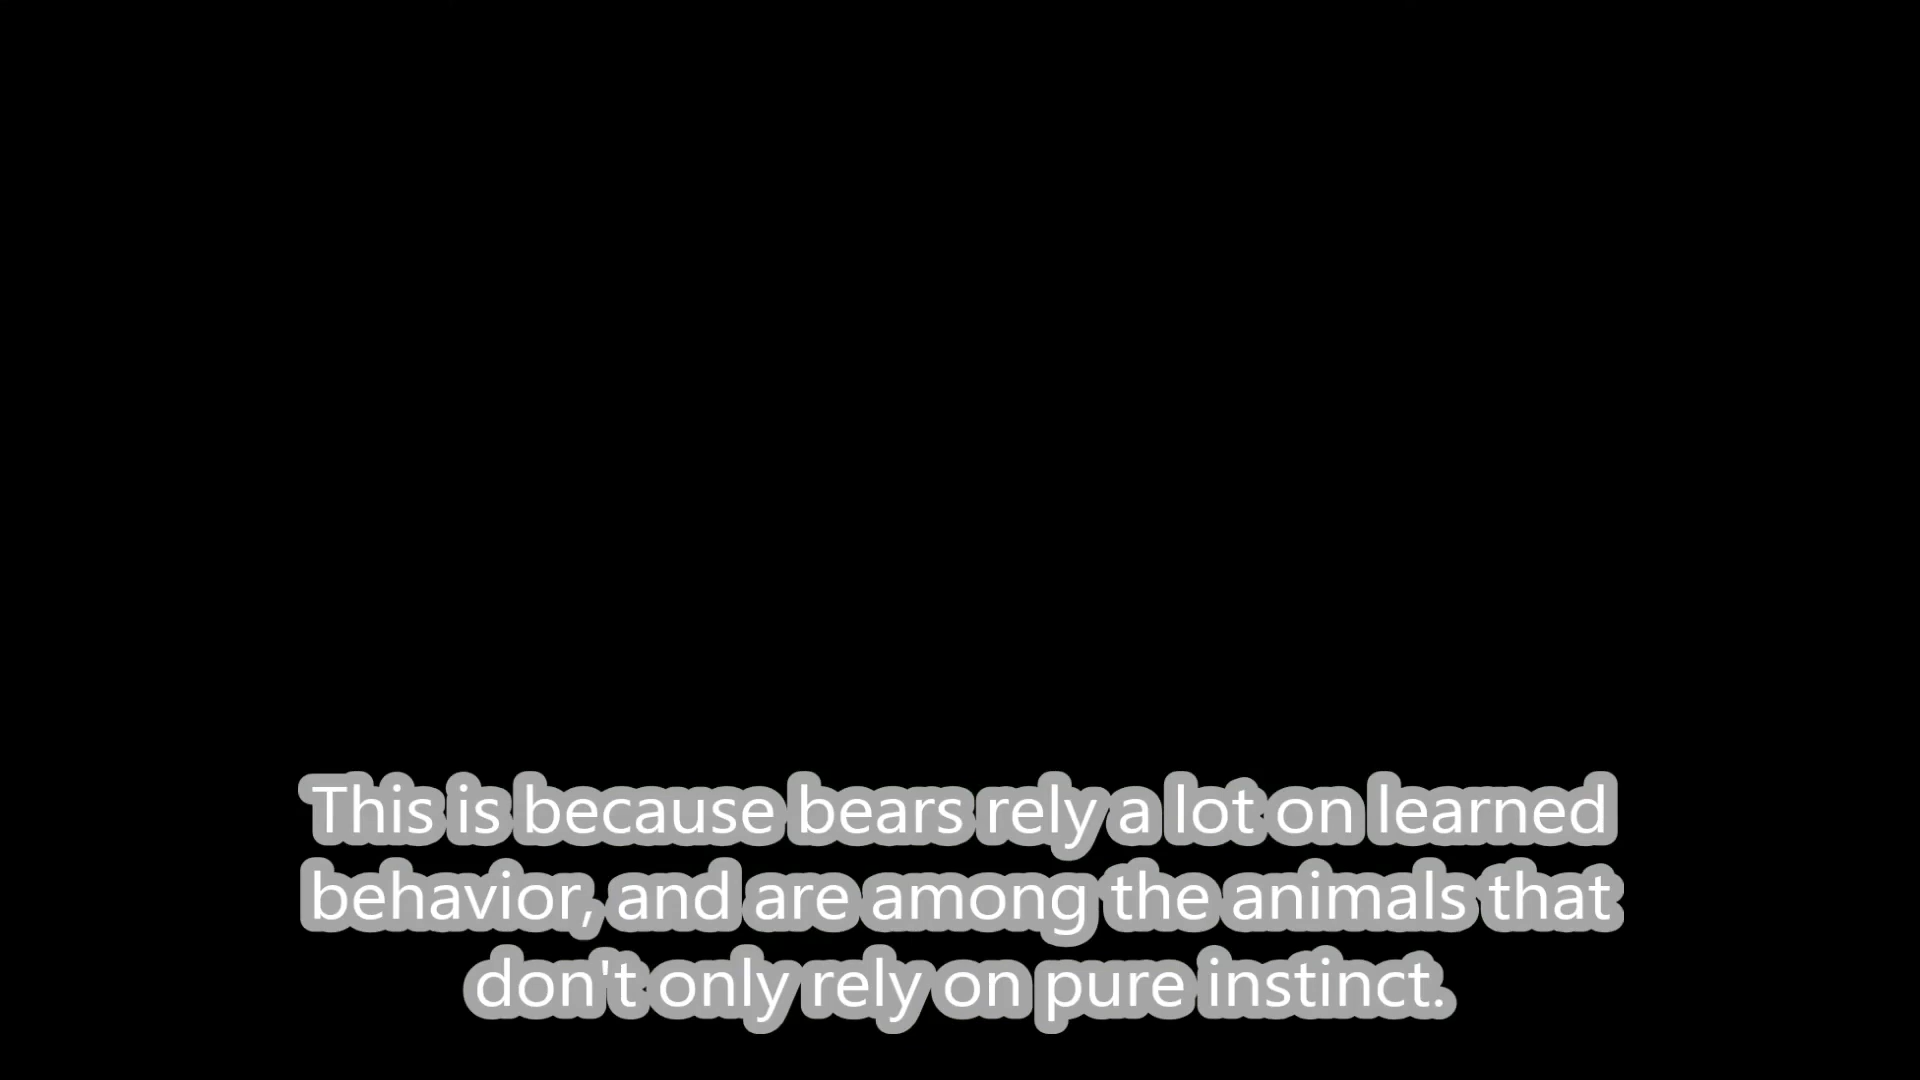 This is because bears rely a lot on learned
behavior, and are among the animals that
don't only rely on pure instinct.